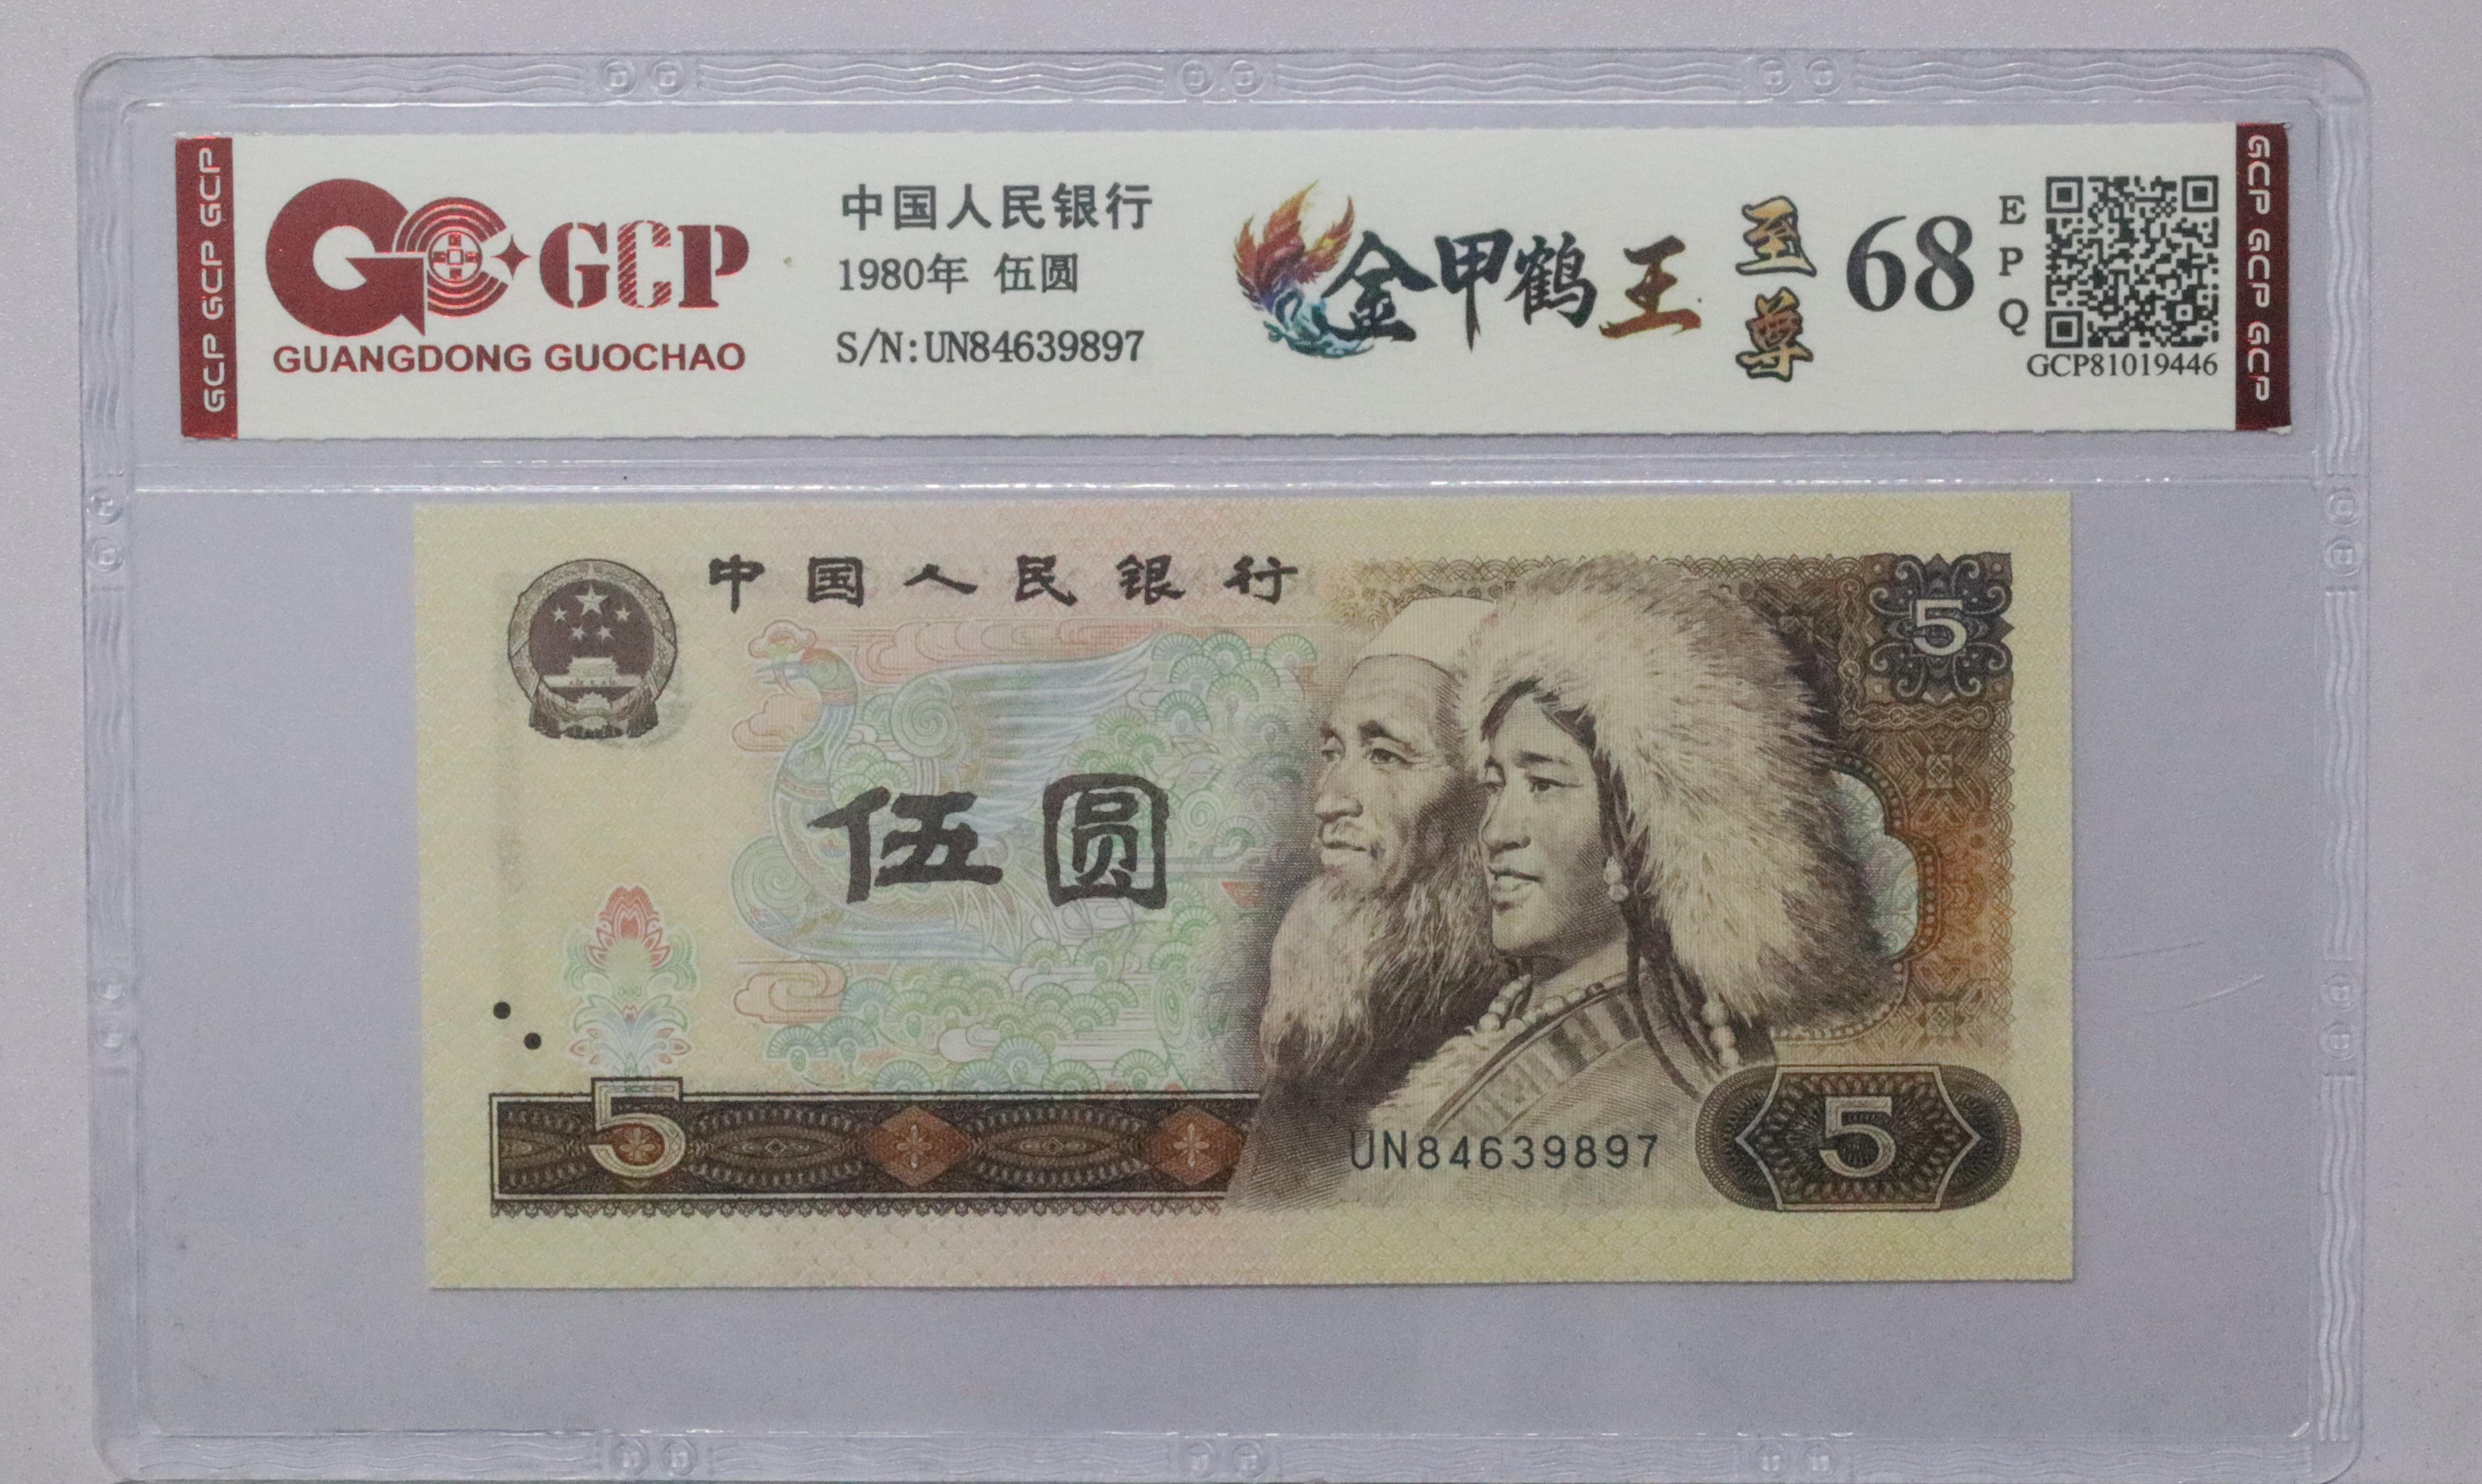 GCP GCP GCP
GCP
GUANGDONG GUOCHAO
中国人民银行
1980年 伍圆
S/N:UN84639897
金甲鹤王
至尊
68
EPQ
GCP81019446
GCP GCP GCP
中国人民银行
5
伍圆
5
UN84639897
5